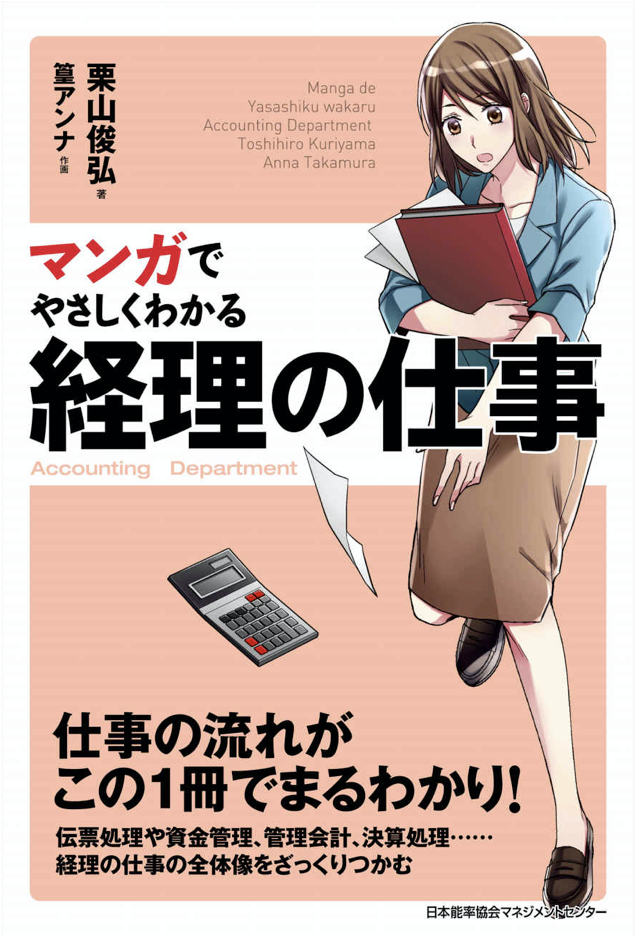 栗山俊弘 著
篁アンナ 作画
Manga de
Yasashiku wakaru
Accounting Department
Toshihiro Kuriyama
Anna Takamura
マンガで
やさしくわかる
経理の仕事
Accounting Department
仕事の流れが
この1冊でまるわかり!
伝票処理や資金管理、管理会計、決算処理……
経理の仕事の全体像をざっくりつかむ
日本能率協会マネジメントセンター